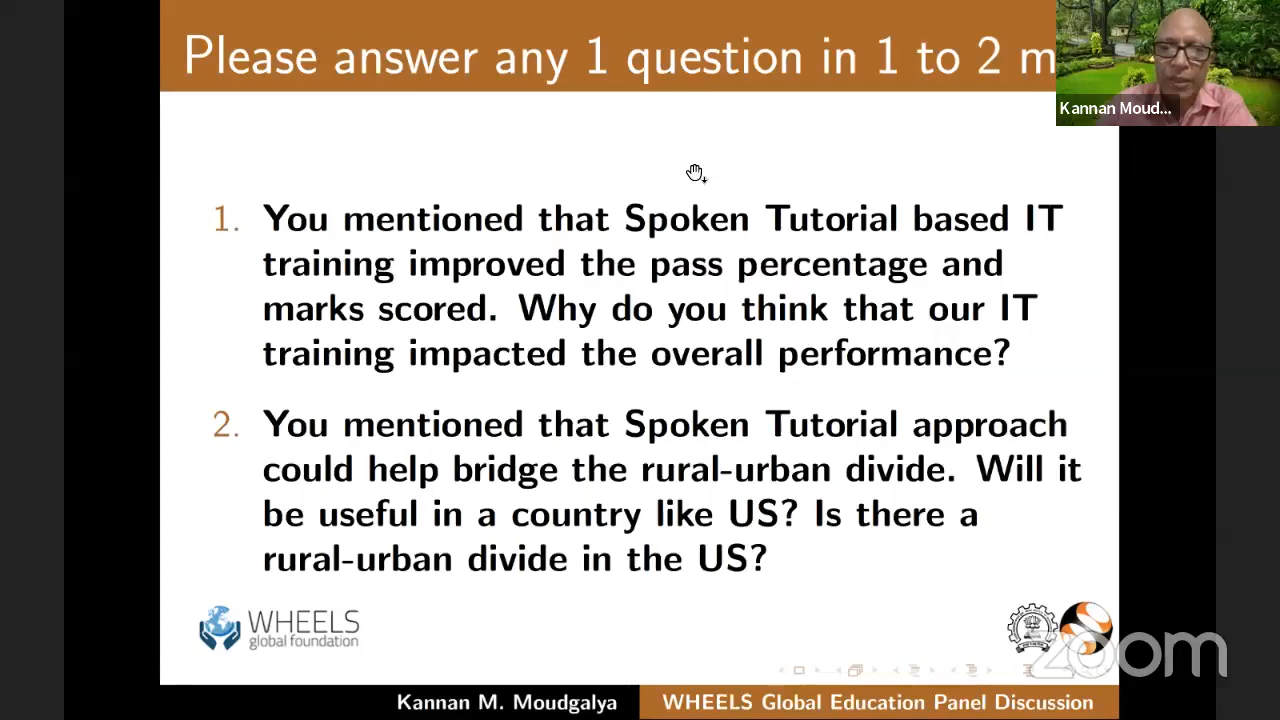 Please answer any 1 question in 1 to 2 m
Kannan Moud...
1. You mentioned that Spoken Tutorial based IT
training improved the pass percentage and
marks scored. Why do you think that our IT
training impacted the overall performance?
2. You mentioned that Spoken Tutorial approach
could help bridge the rural-urban divide. Will it
be useful in a country like US? Is there a
rural-urban divide in the US?
WHEELS
global foundation
zoom
Kannan M. Moudgalya
WHEELS Global Education Panel Discussion